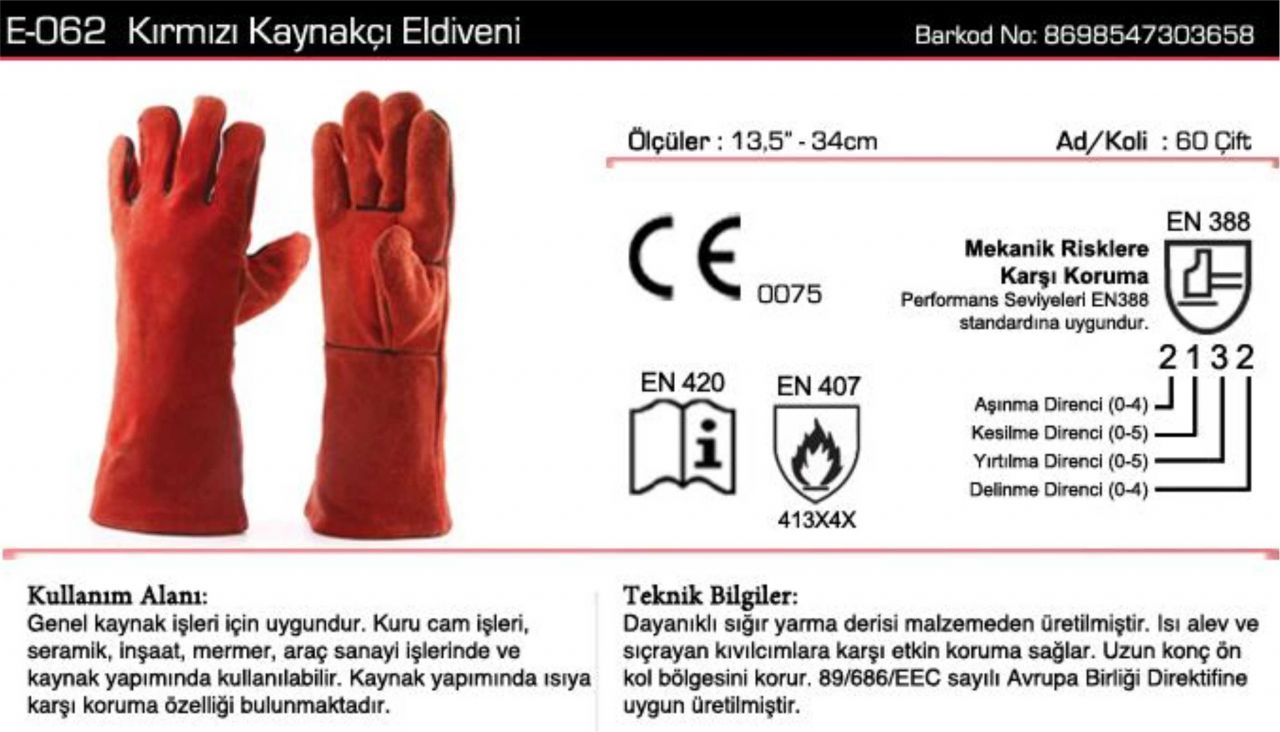 E-062 Kırmızı Kaynakçı Eldiveni
Barkod No: 8698547303658
Ölçüler : 13,5” - 34cm
Ad/Koli : 60 Çift
CE 0075
EN 388
Mekanik Risklere
Karşı Koruma
Performans Seviyeleri EN388
standardına uygundur.
2 1 3 2
Aşınma Direnci (0-4)
Kesilme Direnci (0-5)
Yırtılma Direnci (0-5)
Delinme Direnci (0-4)
EN 420
i
EN 407
413X4X
Kullanım Alanı:
Genel kaynak işleri için uygundur. Kuru cam işleri,
seramik, inşaat, mermer, araç sanayi işlerinde ve
kaynak yapımında kullanılabilir. Kaynak yapımında ısıya
karşı koruma özelliği bulunmaktadır.
Teknik Bilgiler:
Dayanıklı sığır yarma derisi malzemeden üretilmiştir. Isı alev ve
sıçrayan kıvılcımlara karşı etkin koruma sağlar. Uzun konç ön
kol bölgesini korur. 89/686/EEC sayılı Avrupa Birliği Direktifine
uygun üretilmiştir.